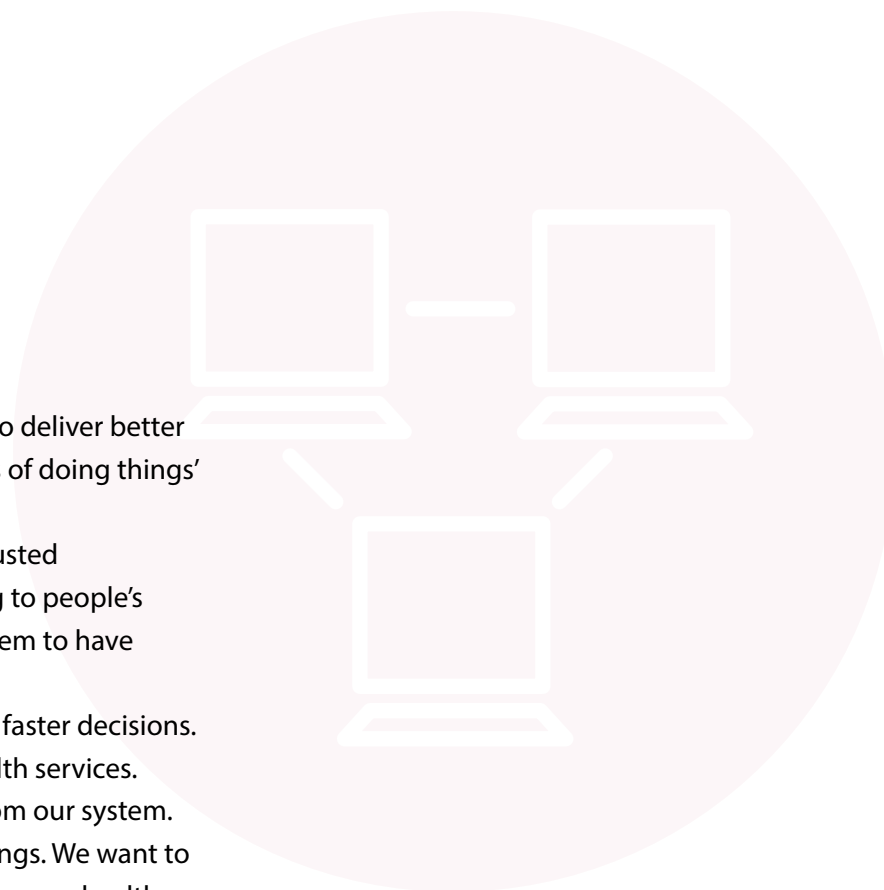 o deliver better
of doing things’
usted
to people’s
em to have
faster decisions.
lth services.
om our system.
ngs. We want to